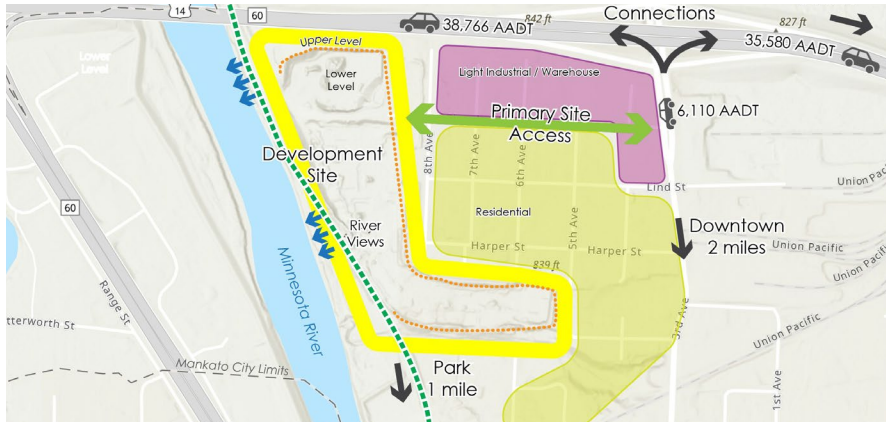 14
60
38,766 AADT
842 ft
Connections
827 ft
35,580 AADT
Upper Level
Lower
Level
Lower
Level
Light Industrial / Warehouse
Primary Site
Access
6,110 AADT
8th Ave
7th Ave
6th Ave
Development
Site
Union Pacific
Lind St
60
River
Views
Residential
5th Ave
Downtown
2 miles
Harper St
Harper St
Union Pacific
839 ft
Union Pacific
Minnesota River
Range St
3rd Ave
tterworth St
Union Pacific
Mankato City Limits
Park
1 mile
1st Ave